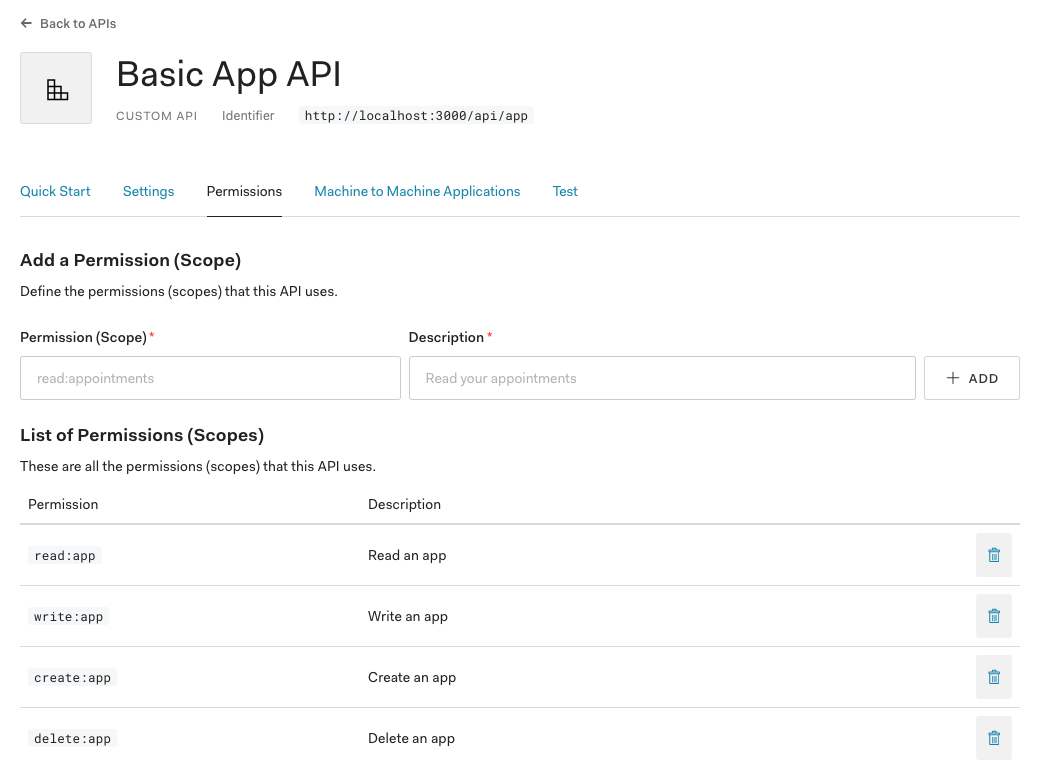 ← Back to APIs
Basic App API
CUSTOM API Identifier http://localhost:3000/api/app
Quick Start Settings Permissions Machine to Machine Applications Test
Add a Permission (Scope)
Define the permissions (scopes) that this API uses.
Permission (Scope)* Description *
read:appointments Read your appointments + ADD
List of Permissions (Scopes)
These are all the permissions (scopes) that this API uses.
Permission Description
read:app Read an app
write:app Write an app
create:app Create an app
delete:app Delete an app